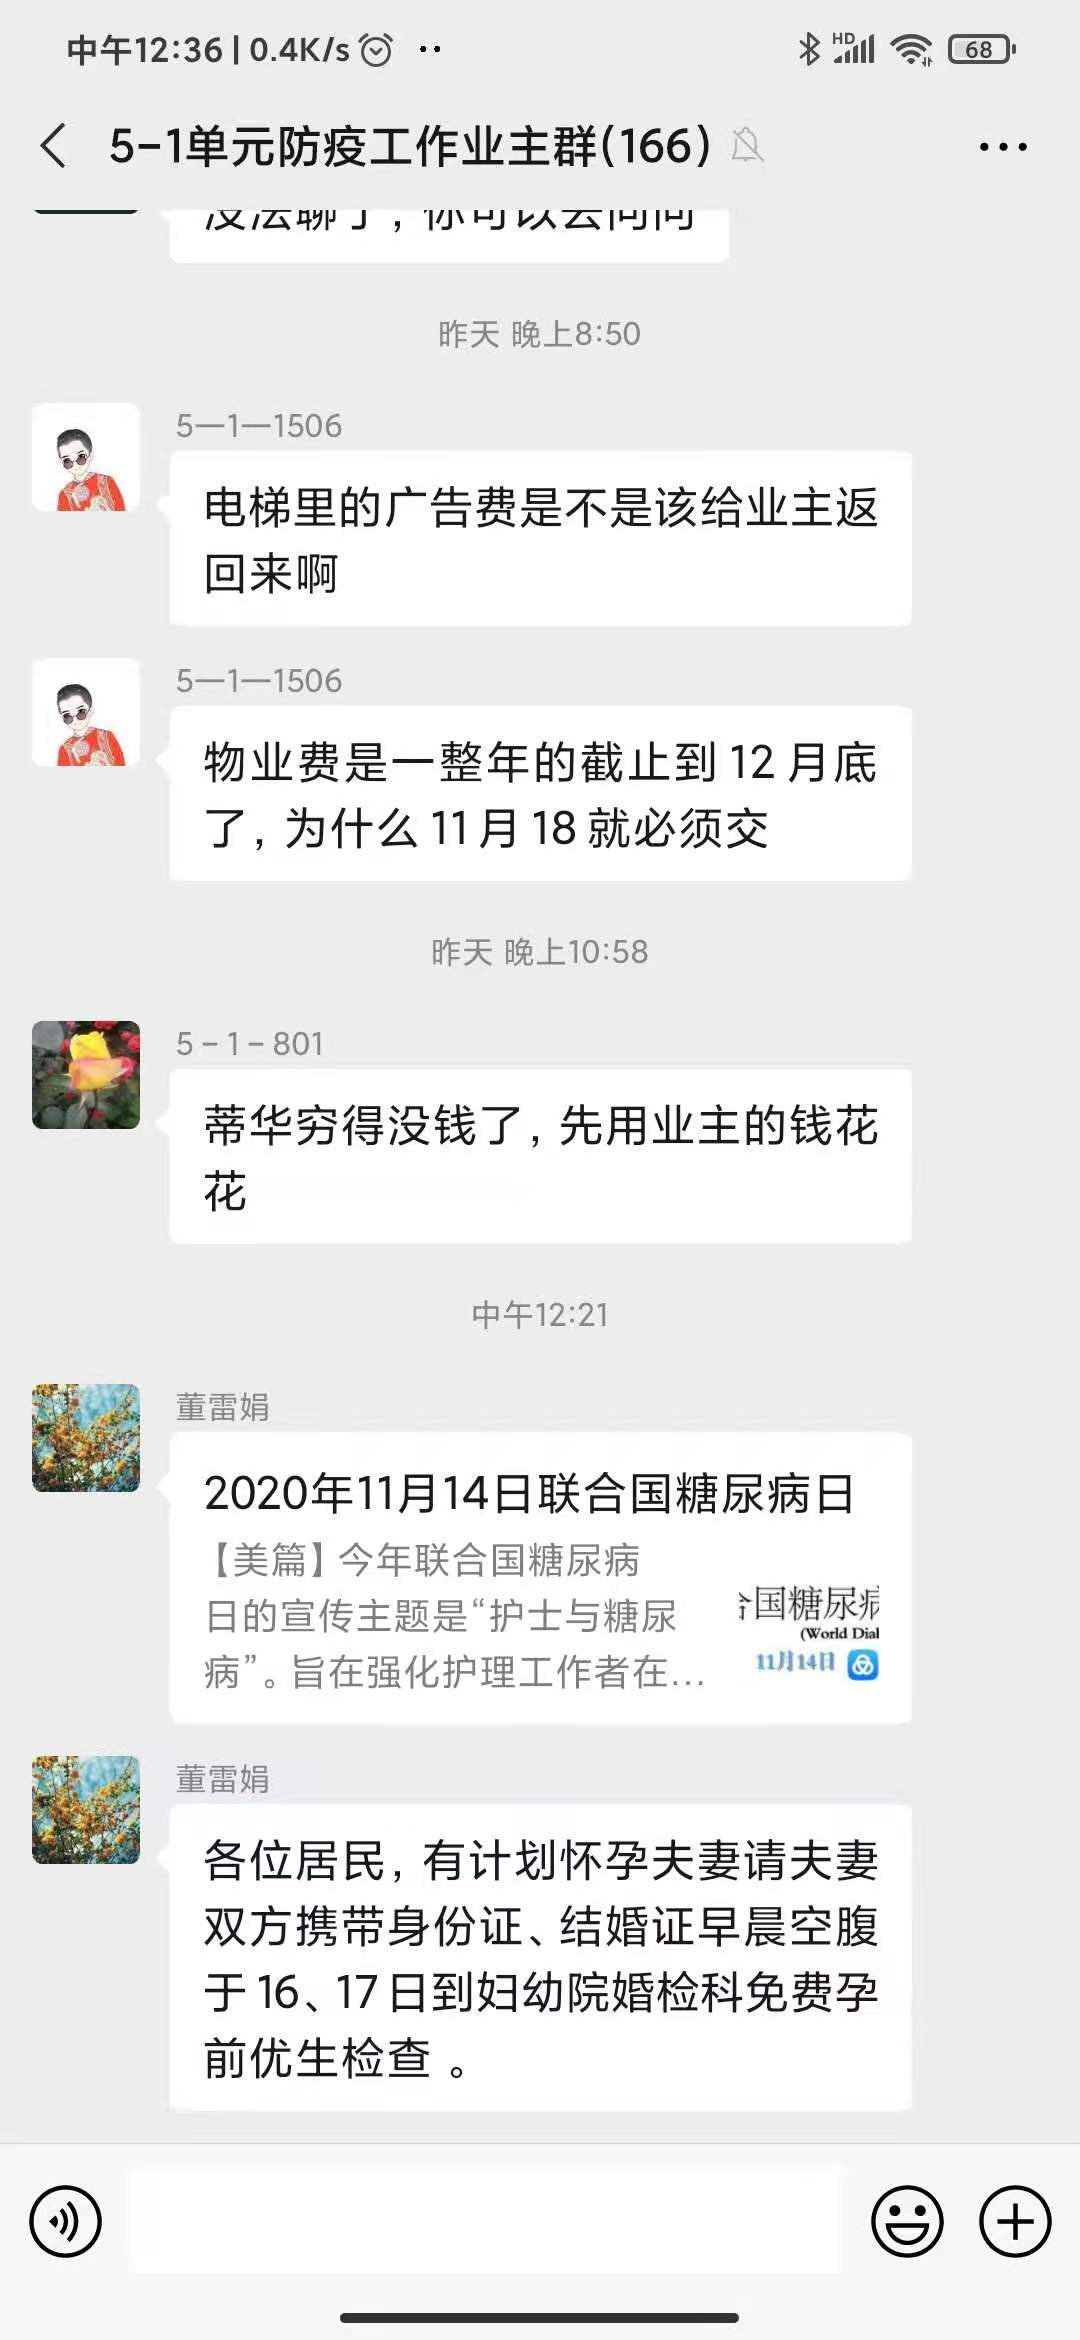 中午12:36 | 0.4K/s
HD
68
5-1单元防疫工作业主群(166)
没法聊了，你可以去问问
昨天 晚上8:50
5—1—1506
电梯里的广告费是不是该给业主返
回来啊
5—1—1506
物业费是一整年的截止到12月底
了，为什么11月18就必须交
昨天 晚上10:58
5-1-801
蒂华穷得没钱了，先用业主的钱花
花
中午12:21
董雷娟
2020年11月14日联合国糖尿病日
【美篇】今年联合国糖尿病
日的宣传主题是“护士与糖尿
病”。旨在强化护理工作者在...
合国糖尿病
(World Dial
11月14日
董雷娟
各位居民，有计划怀孕夫妻请夫妻
双方携带身份证、结婚证早晨空腹
于16、17日到妇幼院婚检科免费孕
前优生检查 。